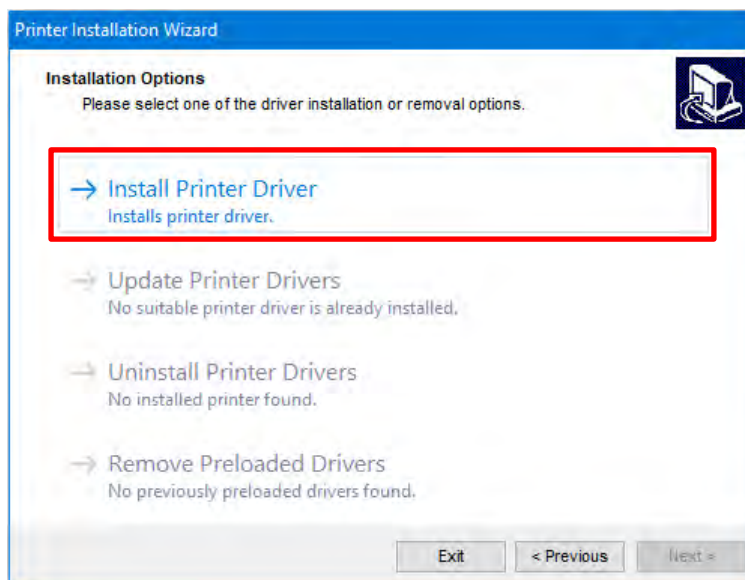 Printer Installation Wizard
Installation Options
Please select one of the driver installation or removal options.
Install Printer Driver
Installs printer driver.
Update Printer Drivers
No suitable printer driver is already installed.
Uninstall Printer Drivers
No installed printer found.
Remove Preloaded Drivers
No previously preloaded drivers found.
Exit
< Previous
Next >